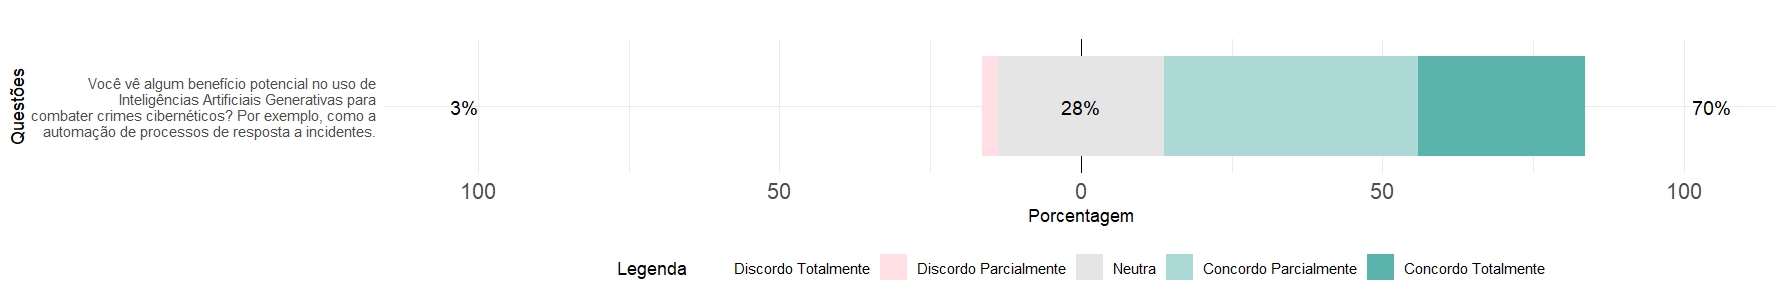 Questões
Você vê algum benefício potencial no uso de
Inteligências Artificiais Generativas para
combater crimes cibernéticos? Por exemplo, como a
automação de processos de resposta a incidentes.
3%
28%
70%
100 50 0 50 100
Porcentagem
Legenda Discordo Totalmente Discordo Parcialmente Neutra Concordo Parcialmente Concordo Totalmente